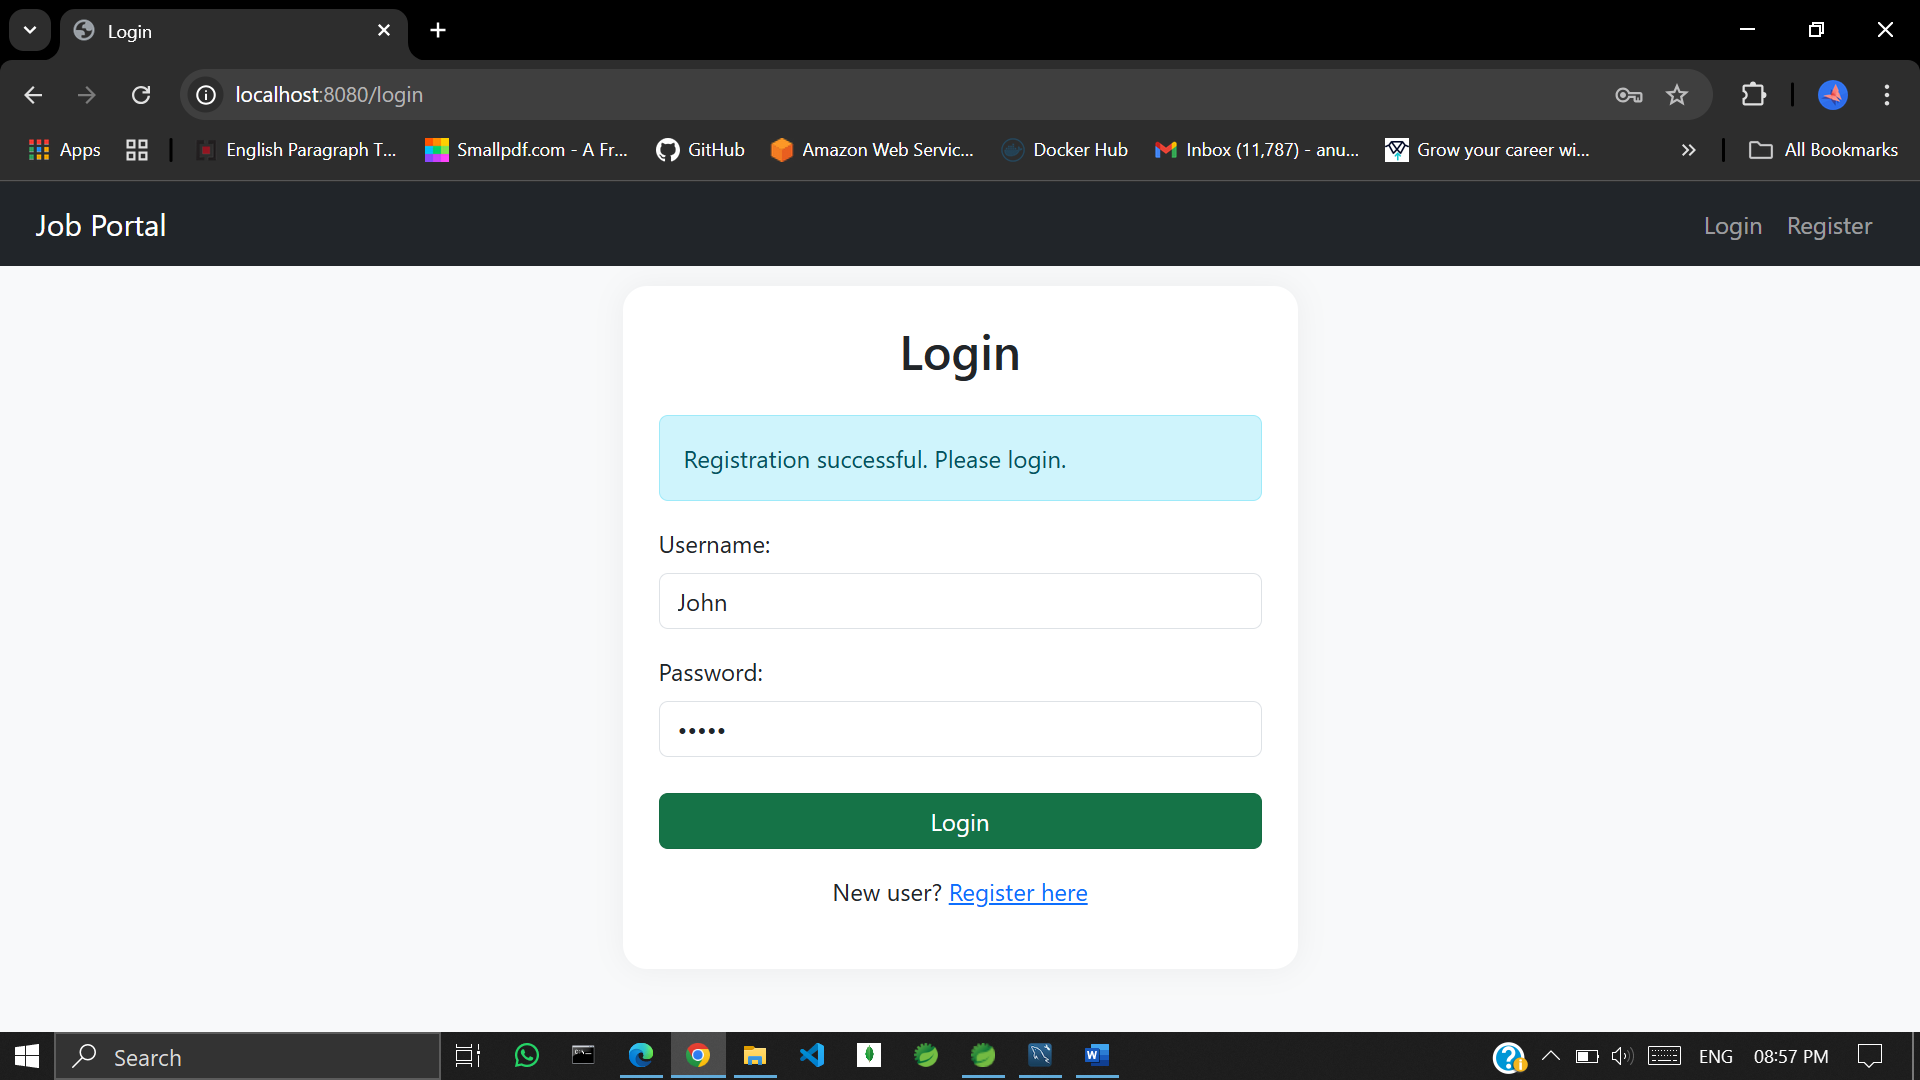 Login
localhost:8080/login
Apps English Paragraph T... Smallpdf.com - A Fr... GitHub Amazon Web Servic... Docker Hub Inbox (11,787) - anu... Grow your career wi... » All Bookmarks
Job Portal Login Register
Login
Registration successful. Please login.
Username:
John
Password:
•••••
Login
New user? Register here
Search ENG 08:57 PM